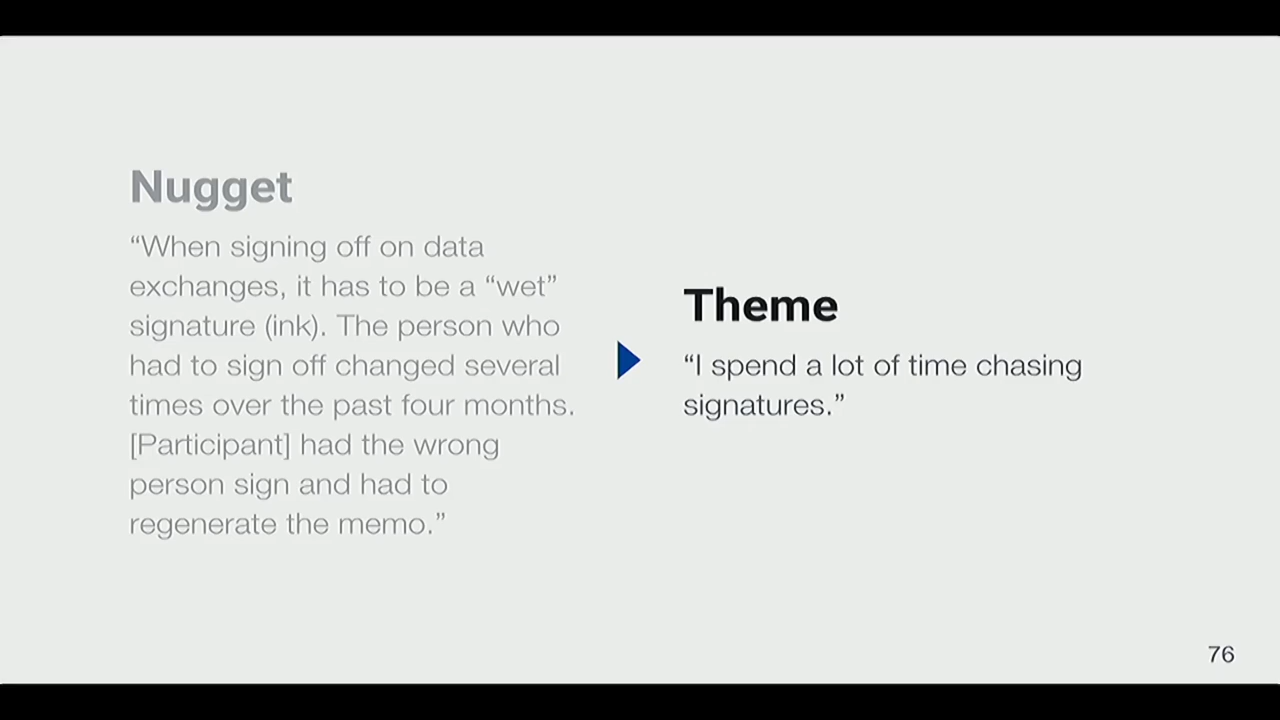 Nugget
“When signing off on data
exchanges, it has to be a “wet”
signature (ink). The person who
had to sign off changed several
times over the past four months.
[Participant] had the wrong
person sign and had to
regenerate the memo.”
Theme
“I spend a lot of time chasing
signatures.”
76